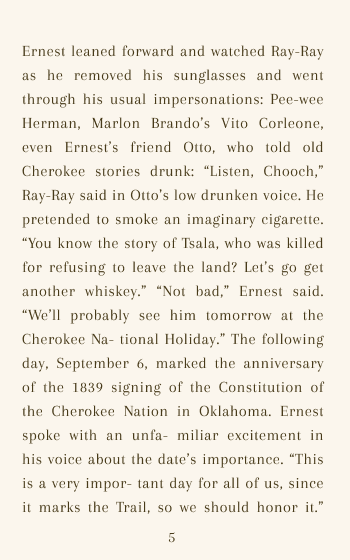 Ernest leaned forward and watched Ray-Ray
as he removed his sunglasses and went
through his usual impersonations: Pee-wee
Herman, Marlon Brando’s Vito Corleone,
even Ernest’s friend Otto, who told old
Cherokee stories drunk: “Listen, Chooch,”
Ray-Ray said in Otto’s low drunken voice. He
pretended to smoke an imaginary cigarette.
“You know the story of Tsala, who was killed
for refusing to leave the land? Let’s go get
another whiskey.” “Not bad,” Ernest said.
“We’ll probably see him tomorrow at the
Cherokee Na- tional Holiday.” The following
day, September 6, marked the anniversary
of the 1839 signing of the Constitution of
the Cherokee Nation in Oklahoma. Ernest
spoke with an unfa- miliar excitement in
his voice about the date’s importance. “This
is a very impor- tant day for all of us, since
it marks the Trail, so we should honor it.”
5